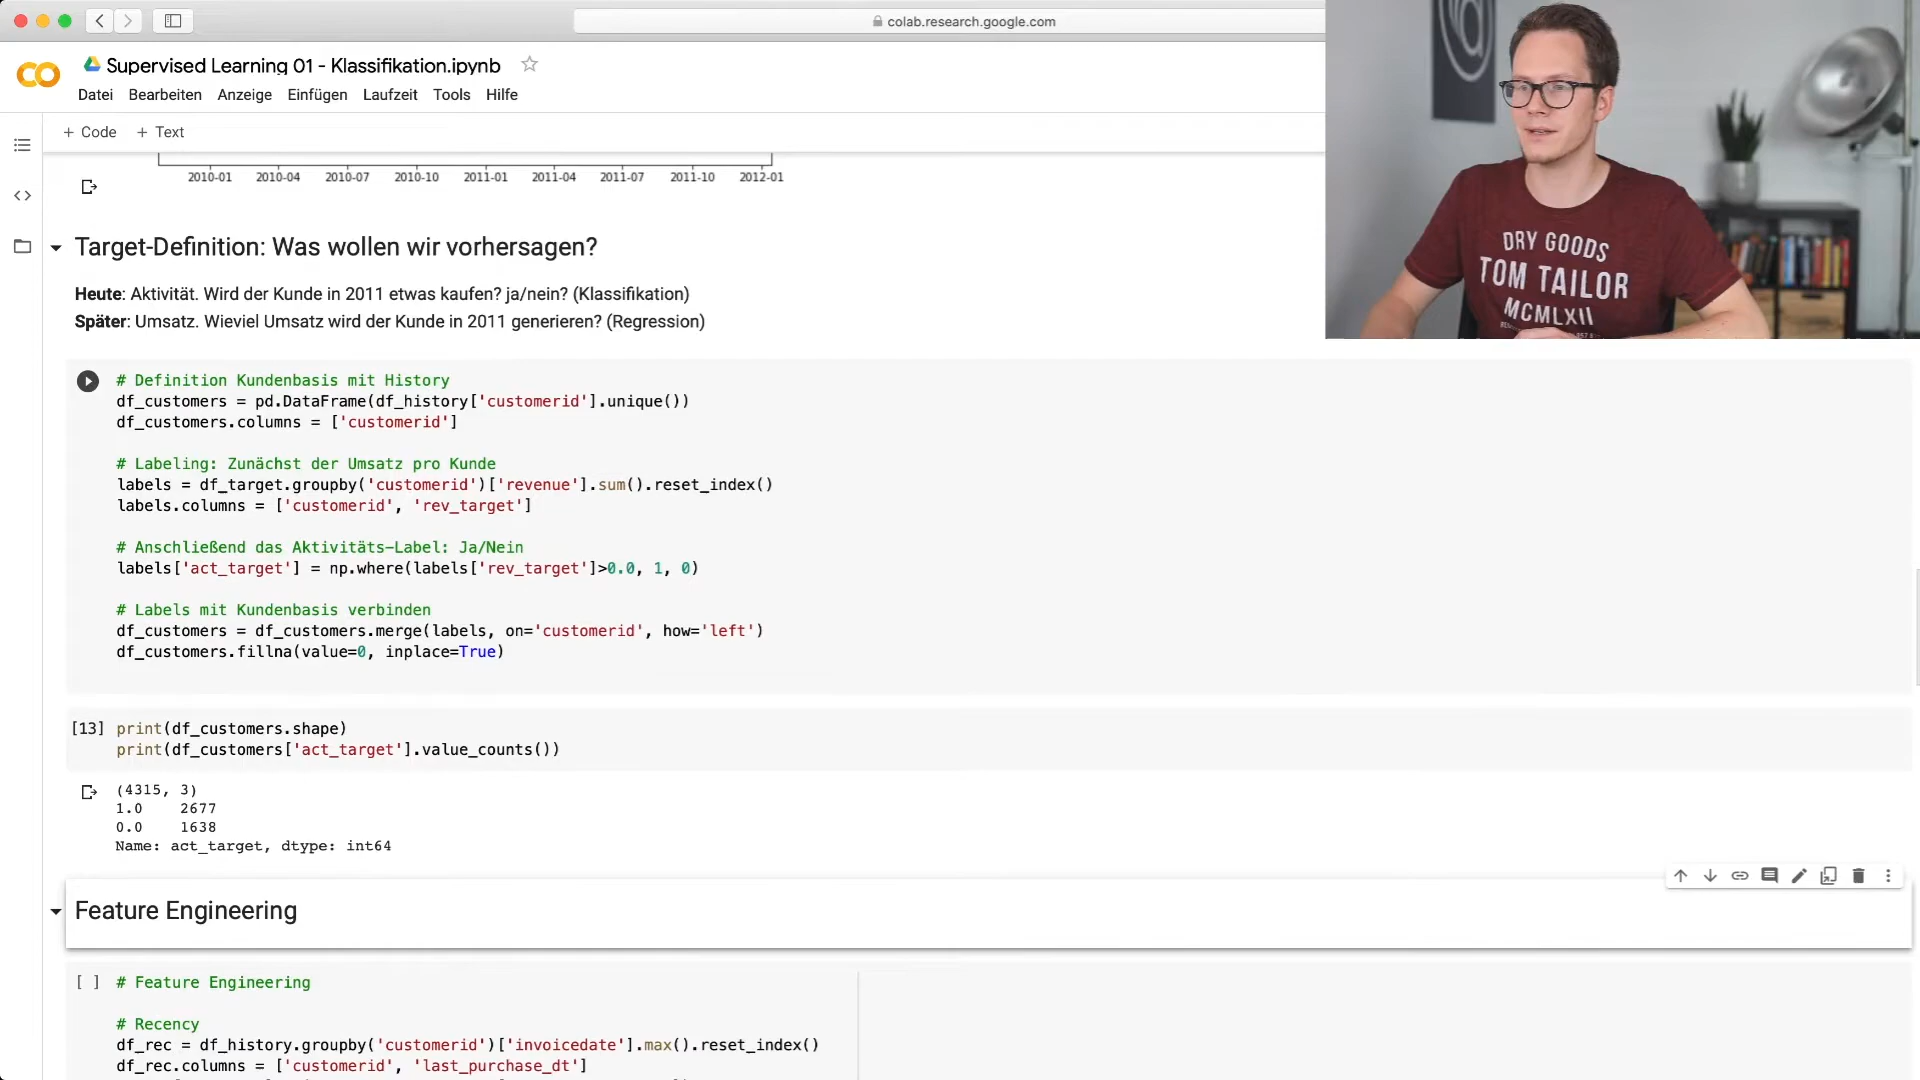 colab.research.google.com
Supervised Learning 01 - Klassifikation.ipynb
Datei Bearbeiten Anzeige Einfügen Laufzeit Tools Hilfe
+ Code + Text
2010-01 2010-04 2010-07 2010-10 2011-01 2011-04 2011-07 2011-10 2012-01
Target-Definition: Was wollen wir vorhersagen?
Heute: Aktivität. Wird der Kunde in 2011 etwas kaufen? ja/nein? (Klassifikation)
Später: Umsatz. Wieviel Umsatz wird der Kunde in 2011 generieren? (Regression)
# Definition Kundenbasis mit History
df_customers = pd.DataFrame(df_history['customerid'].unique())
df_customers.columns = ['customerid']
# Labeling: Zunächst der Umsatz pro Kunde
labels = df_target.groupby('customerid')['revenue'].sum().reset_index()
labels.columns = ['customerid', 'rev_target']
# Anschließend das Aktivitäts-Label: Ja/Nein
labels['act_target'] = np.where(labels['rev_target']>0.0, 1, 0)
# Labels mit Kundenbasis verbinden
df_customers = df_customers.merge(labels, on='customerid', how='left')
df_customers.fillna(value=0, inplace=True)
[13] print(df_customers.shape)
print(df_customers['act_target'].value_counts())
(4315, 3)
1.0 2677
0.0 1638
Name: act_target, dtype: int64
Feature Engineering
[ ] # Feature Engineering
# Recency
df_rec = df_history.groupby('customerid')['invoicedate'].max().reset_index()
df_rec.columns = ['customerid', 'last_purchase_dt']
DRY GOODS
TOM TAILOR
MCMLXII